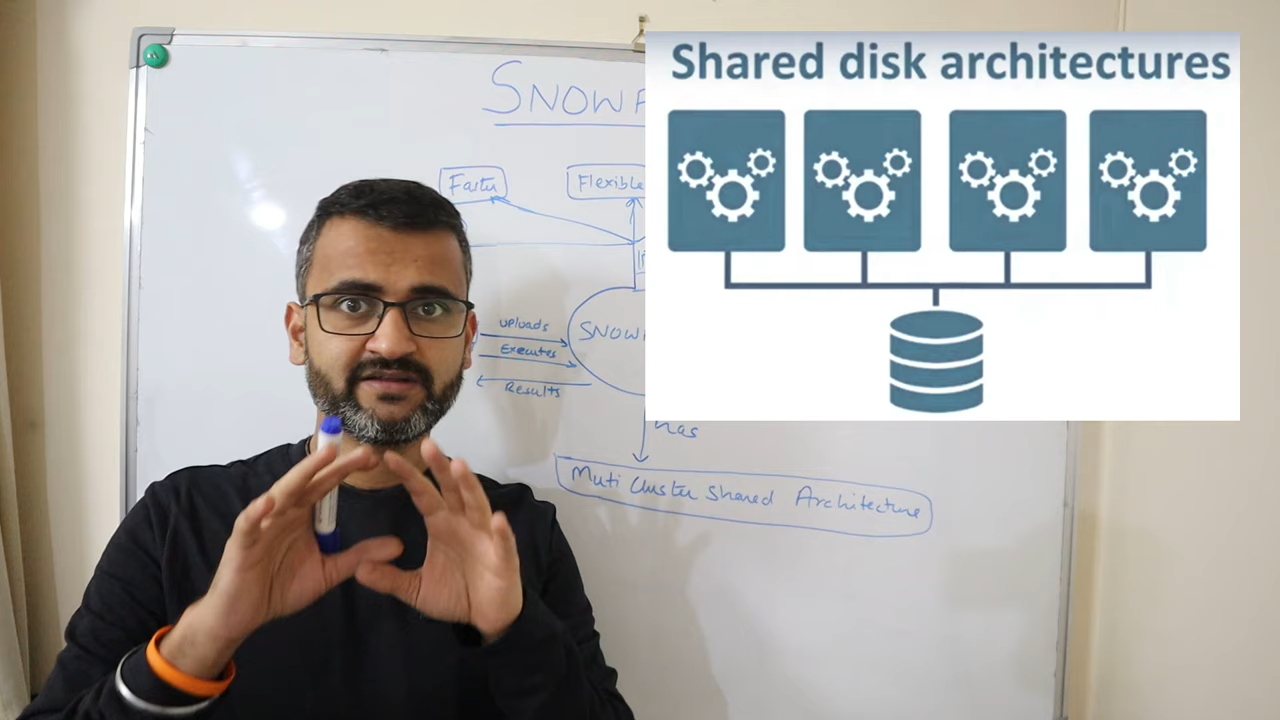 Shared disk architectures
SNOW
Faster
Flexible
uploads
Executes
Results
SNOW
has
Muti Cluster Shared Architecture